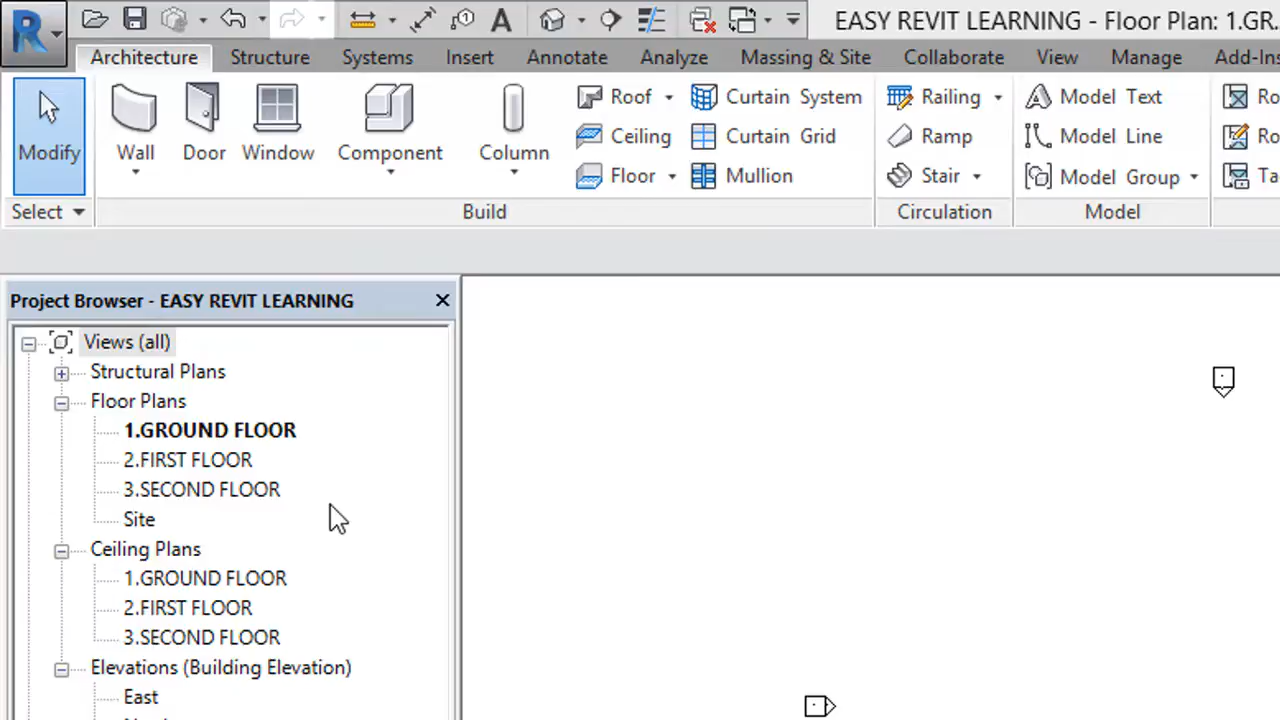 EASY REVIT LEARNING - Floor Plan: 1.GR.
Architecture Structure Systems Insert Annotate Analyze Massing & Site Collaborate View Manage Add-Ins
Modify
Wall
Door
Window
Component
Column
Roof
Ceiling
Floor
Curtain System
Curtain Grid
Mullion
Railing
Ramp
Stair
Model Text
Model Line
Model Group
Select
Build
Circulation
Model
Project Browser - EASY REVIT LEARNING
Views (all)
Structural Plans
Floor Plans
1.GROUND FLOOR
2.FIRST FLOOR
3.SECOND FLOOR
Site
Ceiling Plans
1.GROUND FLOOR
2.FIRST FLOOR
3.SECOND FLOOR
Elevations (Building Elevation)
East